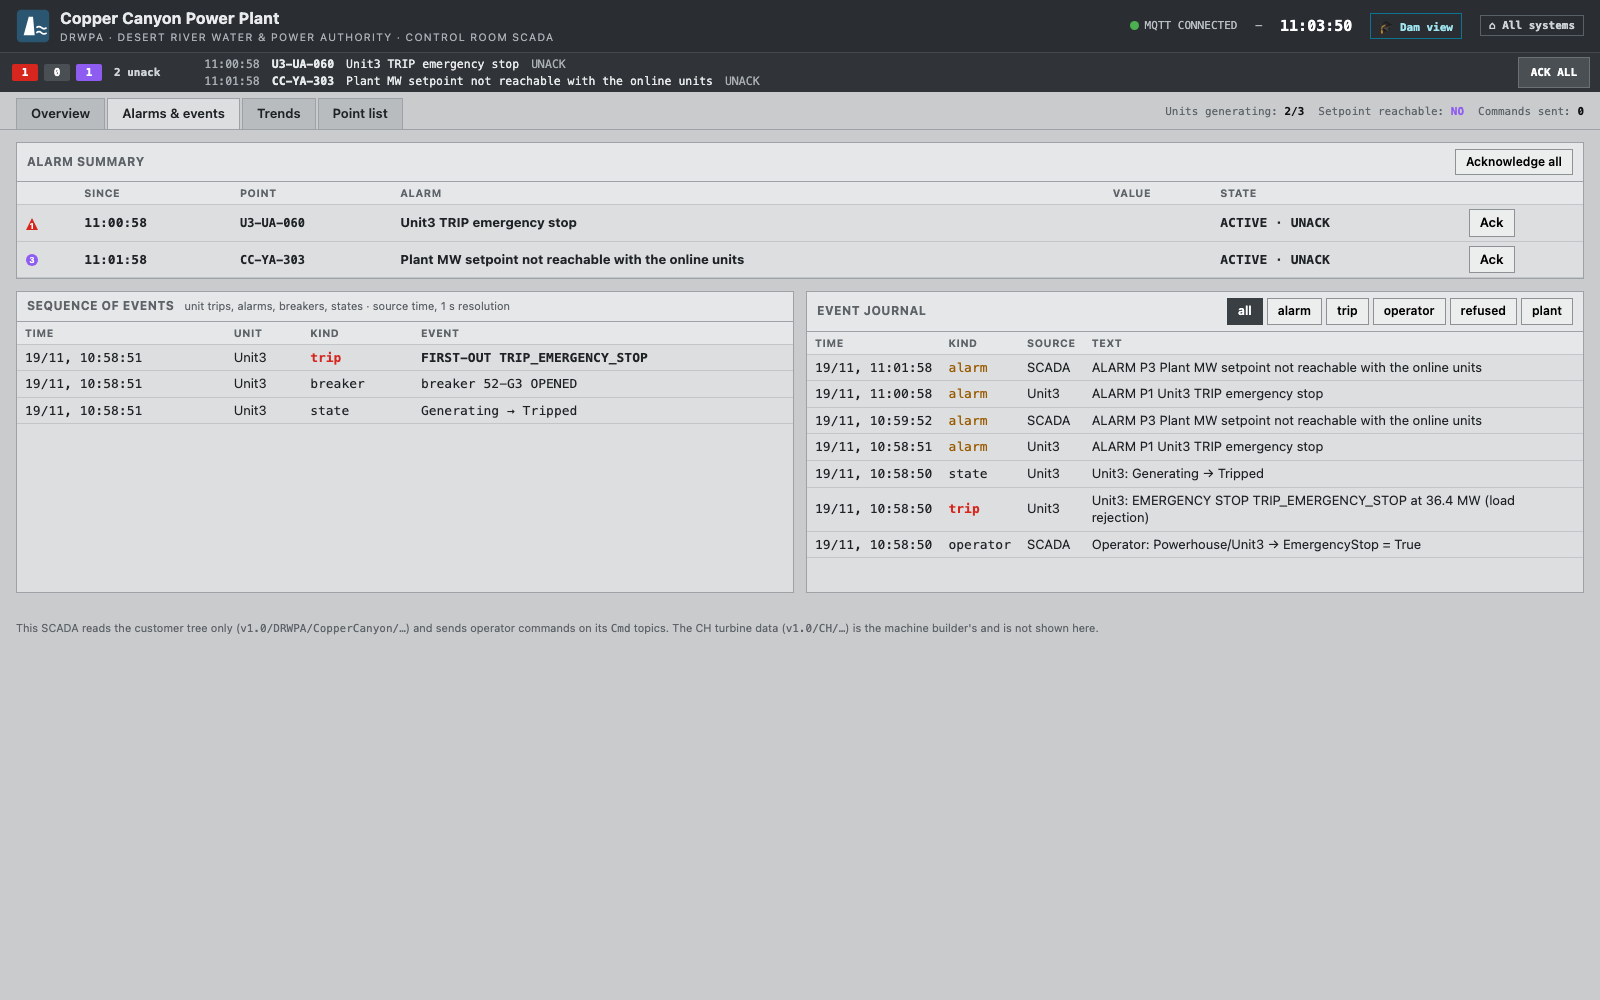 Copper Canyon Power Plant
DRWPA · DESERT RIVER WATER & POWER AUTHORITY · CONTROL ROOM SCADA
MQTT CONNECTED — 11:03:50 Dam view ⌂ All systems
1 0 1 2 unack
11:00:58 U3-UA-060 Unit3 TRIP emergency stop UNACK
11:01:58 CC-YA-303 Plant MW setpoint not reachable with the online units UNACK
ACK ALL
Overview Alarms & events Trends Point list
Units generating: 2/3 Setpoint reachable: NO Commands sent: 0
ALARM SUMMARY Acknowledge all
SINCE POINT ALARM VALUE STATE
1 11:00:58 U3-UA-060 Unit3 TRIP emergency stop ACTIVE · UNACK Ack
3 11:01:58 CC-YA-303 Plant MW setpoint not reachable with the online units ACTIVE · UNACK Ack
SEQUENCE OF EVENTS unit trips, alarms, breakers, states · source time, 1 s resolution
TIME UNIT KIND EVENT
19/11, 10:58:51 Unit3 trip FIRST-OUT TRIP_EMERGENCY_STOP
19/11, 10:58:51 Unit3 breaker breaker 52-G3 OPENED
19/11, 10:58:51 Unit3 state Generating → Tripped
EVENT JOURNAL all alarm trip operator refused plant
TIME KIND SOURCE TEXT
19/11, 11:01:58 alarm SCADA ALARM P3 Plant MW setpoint not reachable with the online units
19/11, 11:00:58 alarm Unit3 ALARM P1 Unit3 TRIP emergency stop
19/11, 10:59:52 alarm SCADA ALARM P3 Plant MW setpoint not reachable with the online units
19/11, 10:58:51 alarm Unit3 ALARM P1 Unit3 TRIP emergency stop
19/11, 10:58:50 state Unit3 Unit3: Generating → Tripped
19/11, 10:58:50 trip Unit3 Unit3: EMERGENCY STOP TRIP_EMERGENCY_STOP at 36.4 MW (load
rejection)
19/11, 10:58:50 operator SCADA Operator: Powerhouse/Unit3 → EmergencyStop = True
This SCADA reads the customer tree only (v1.0/DRWPA/CopperCanyon/…) and sends operator commands on its Cmd topics. The CH turbine data (v1.0/CH/…) is the machine builder's and is not shown here.